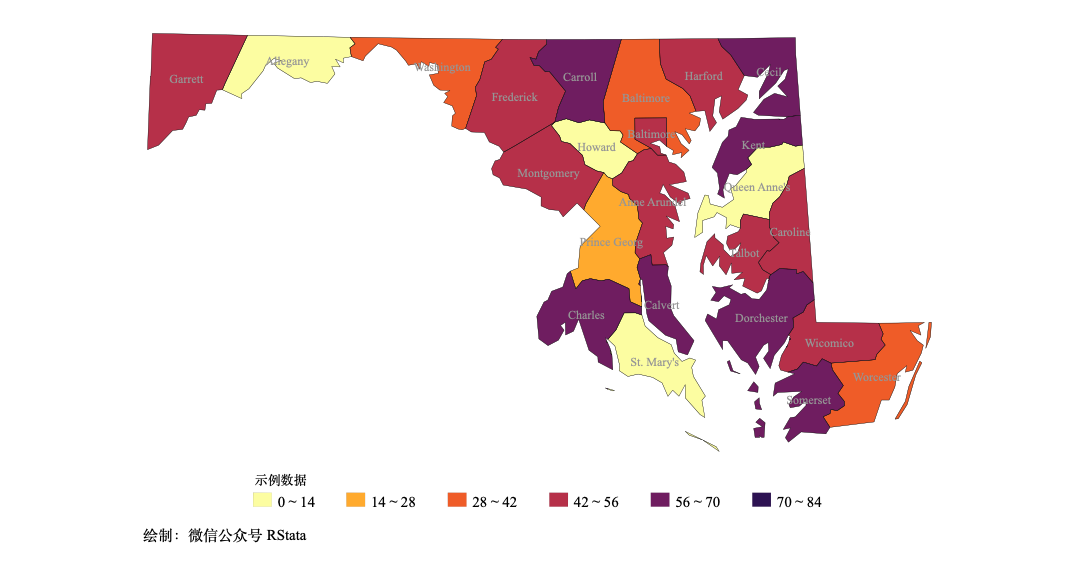 Garrett
Allegany
Washington
Frederick
Carroll
Baltimore
Harford
Cecil
Baltimore
Howard
Montgomery
Kent
Queen Anne's
Anne Arundel
Prince Georg
Talbot
Caroline
Charles
Calvert
Dorchester
St. Mary's
Wicomico
Worcester
Somerset
示例数据
0 ~ 14
14 ~ 28
28 ~ 42
42 ~ 56
56 ~ 70
70 ~ 84
绘制：微信公众号 RStata